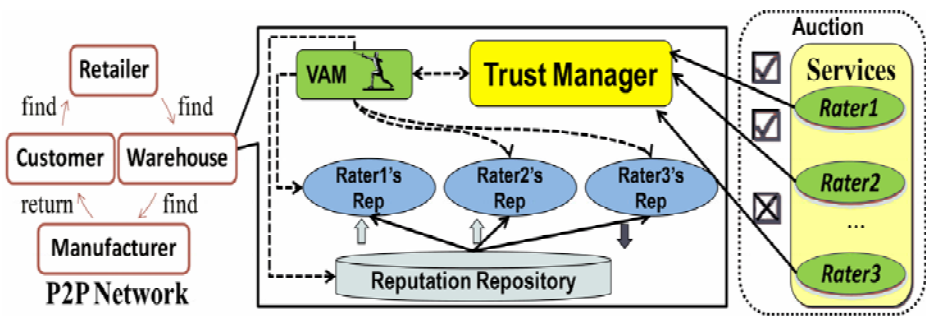 Retailer
find
find
Customer
Warehouse
return
find
Manufacturer
P2P Network
VAM
Trust Manager
Rater1's
Rep
Rater2's
Rep
Rater3's
Rep
Reputation Repository
Auction
Services
Rater1
Rater2
...
Rater3